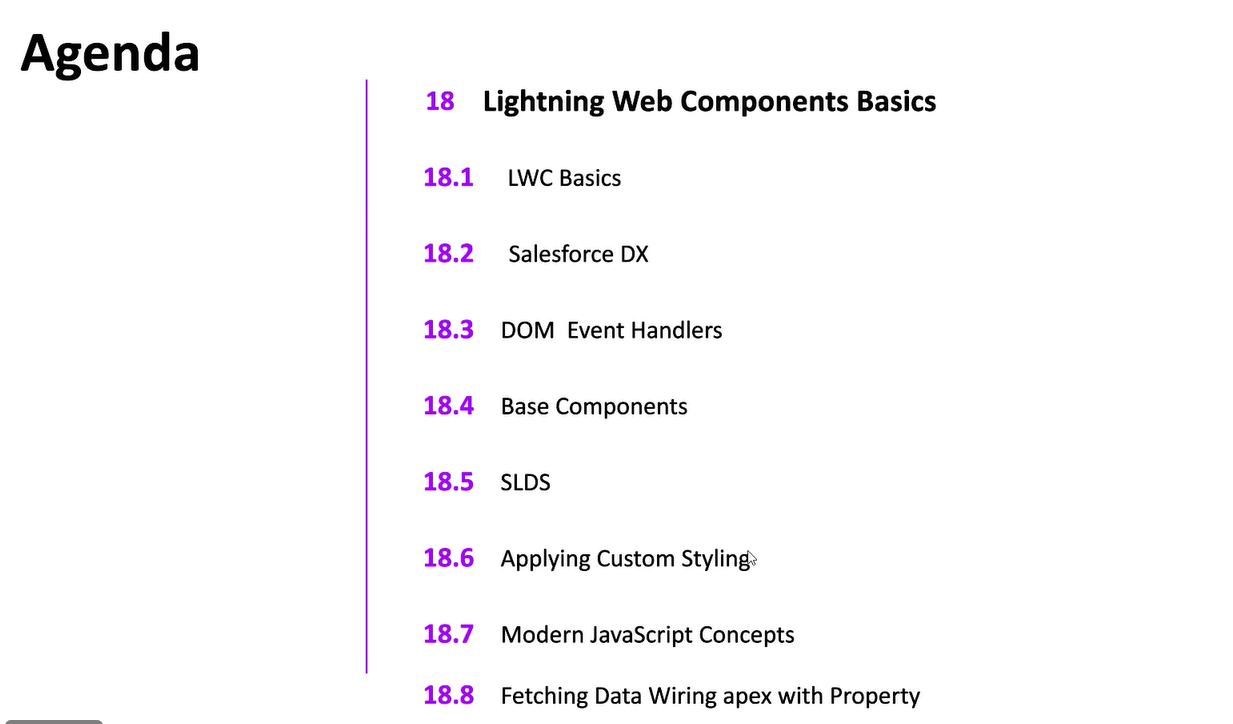 Agenda
18 Lightning Web Components Basics
18.1 LWC Basics
18.2 Salesforce DX
18.3 DOM  Event Handlers
18.4 Base Components
18.5 SLDS
18.6 Applying Custom Styling
18.7 Modern JavaScript Concepts
18.8 Fetching Data Wiring apex with Property